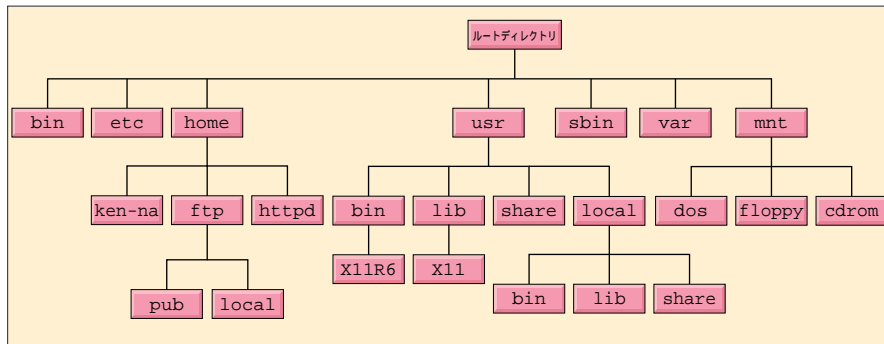 ルートディレクトリ
bin etc home usr sbin var mnt
ken-na ftp httpd bin lib share local dos floppy cdrom
X11R6 X11
pub local bin lib share